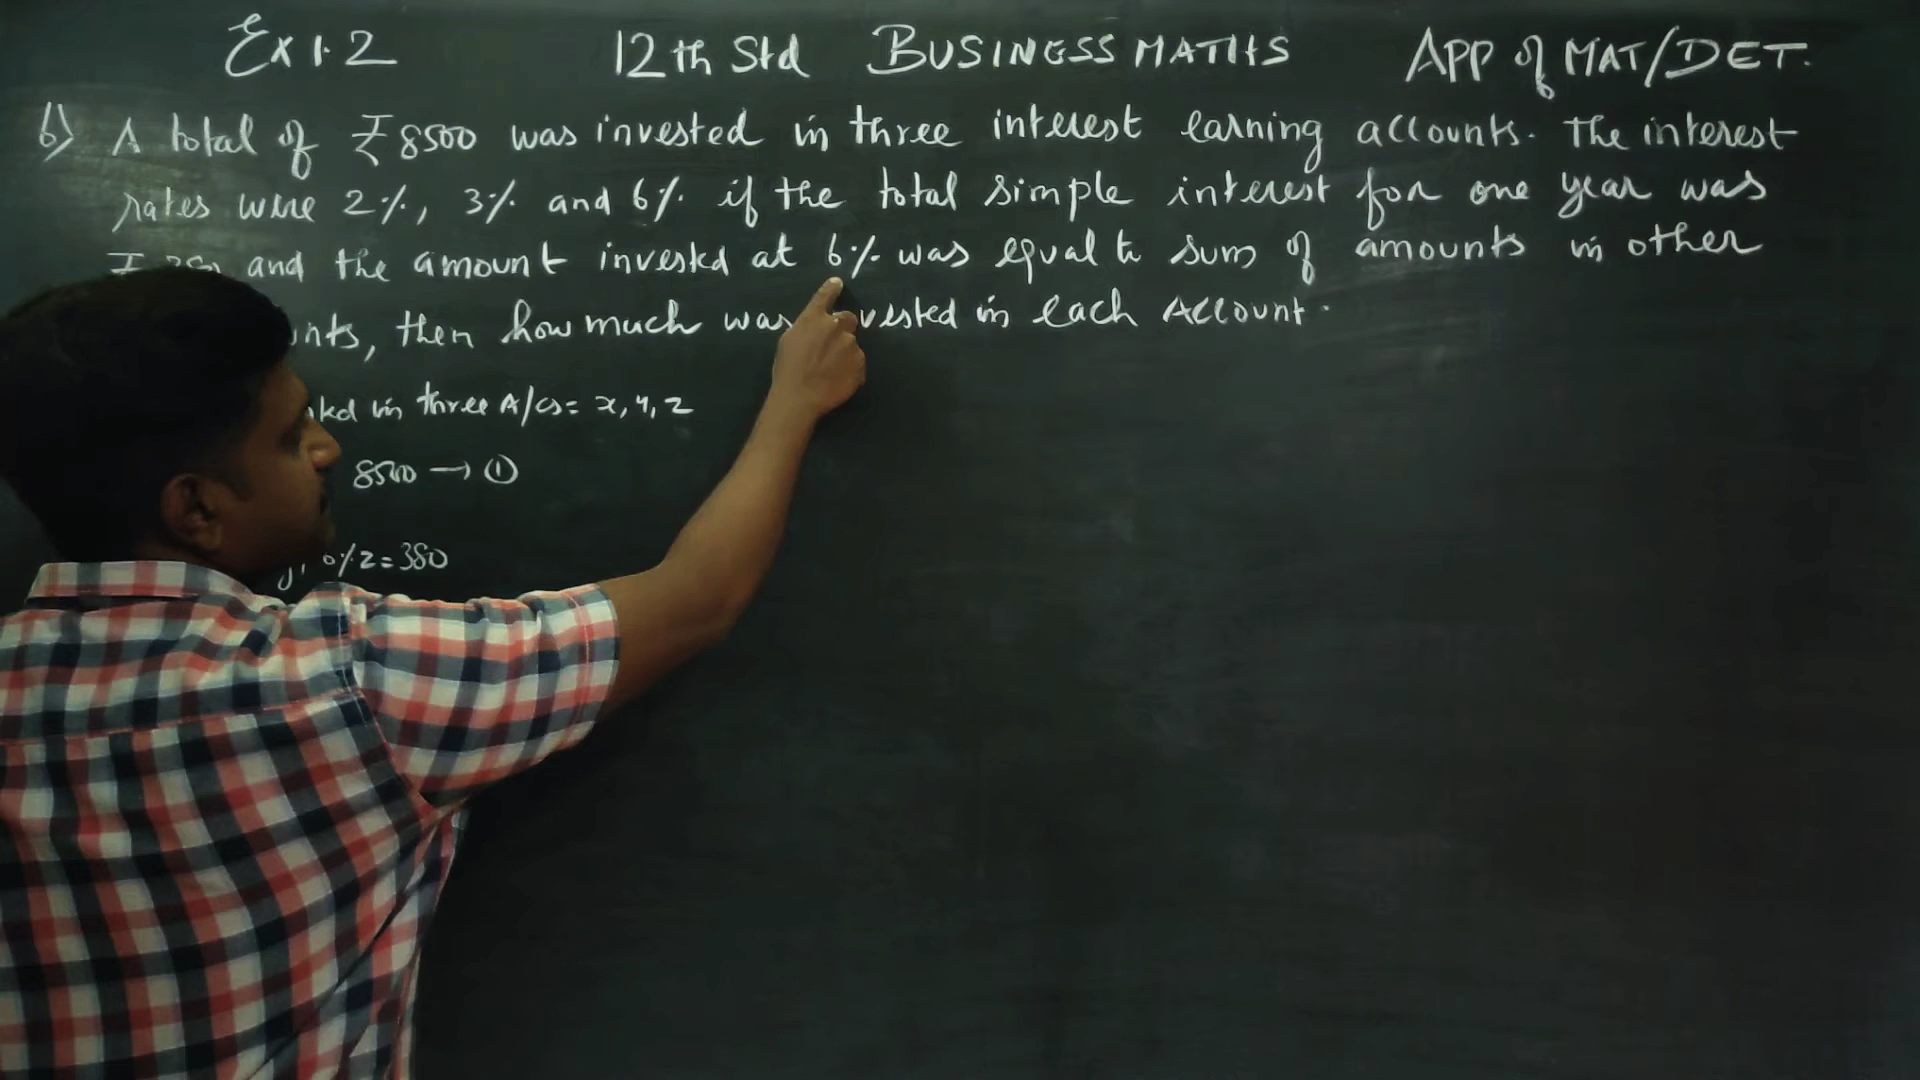 Ex 1.2 12th Std BUSINESS MATHS APP of MAT/DET.
6) A total of ₹8500 was invested in three interest earning accounts. The interest
rates were 2%, 3% and 6% if the total simple interest for one year was
₹380 and the amount invested at 6% was equal to sum of amounts in other
then how much was in each Account.
in three A/cs = x, y, z
8500 → ①
z = 380